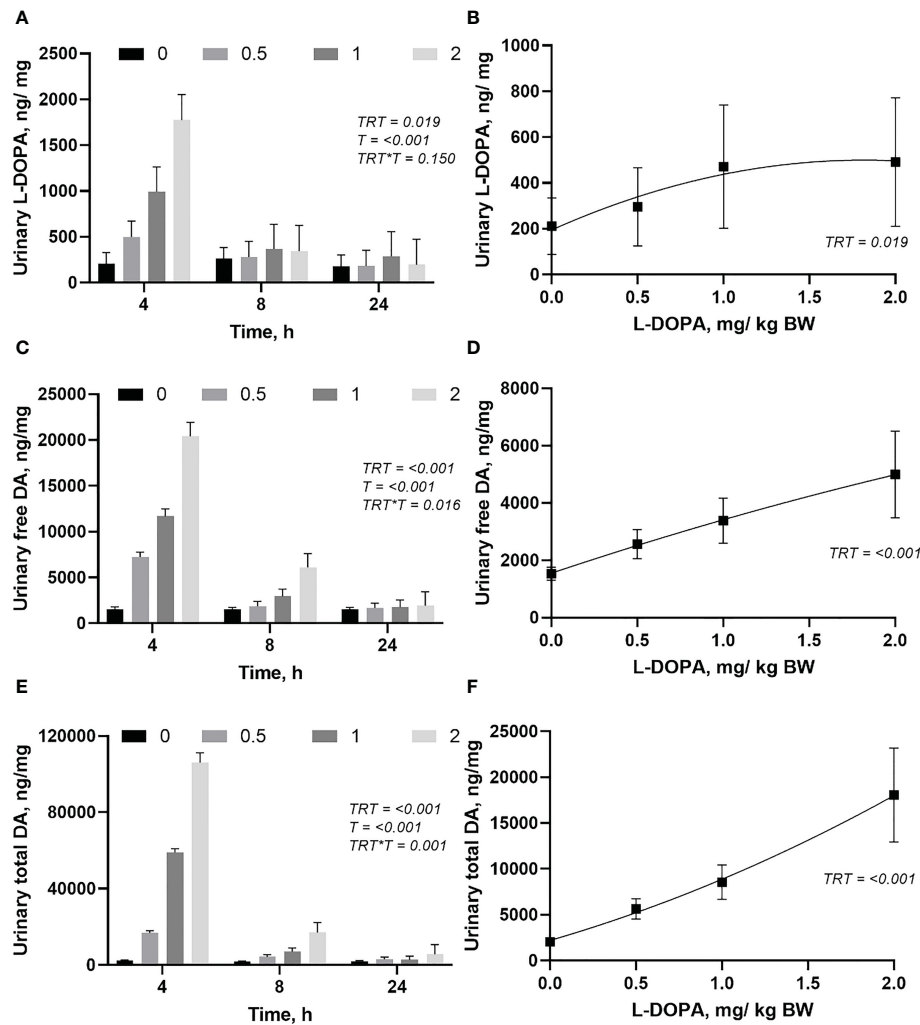 A
0 0.5 1 2
2500
2000
1500
1000
500
0
Urinary L-DOPA, ng/ mg
TRT = 0.019
T = <0.001
TRT*T = 0.150
4 8 24
Time, h
B
1000
800
600
400
200
0
Urinary L-DOPA, ng/ mg
TRT = 0.019
0.0 0.5 1.0 1.5 2.0
L-DOPA, mg/ kg BW
C
0 0.5 1 2
25000
20000
15000
10000
5000
0
Urinary free DA, ng/mg
TRT = <0.001
T = <0.001
TRT*T = 0.016
4 8 24
Time, h
D
8000
6000
4000
2000
0
Urinary free DA, ng/mg
TRT = <0.001
0.0 0.5 1.0 1.5 2.0
L-DOPA, mg/ kg BW
E
0 0.5 1 2
120000
80000
40000
0
Urinary total DA, ng/mg
TRT = <0.001
T = <0.001
TRT*T = 0.001
4 8 24
Time, h
F
25000
20000
15000
10000
5000
0
Urinary total DA, ng/mg
TRT = <0.001
0.0 0.5 1.0 1.5 2.0
L-DOPA, mg/ kg BW